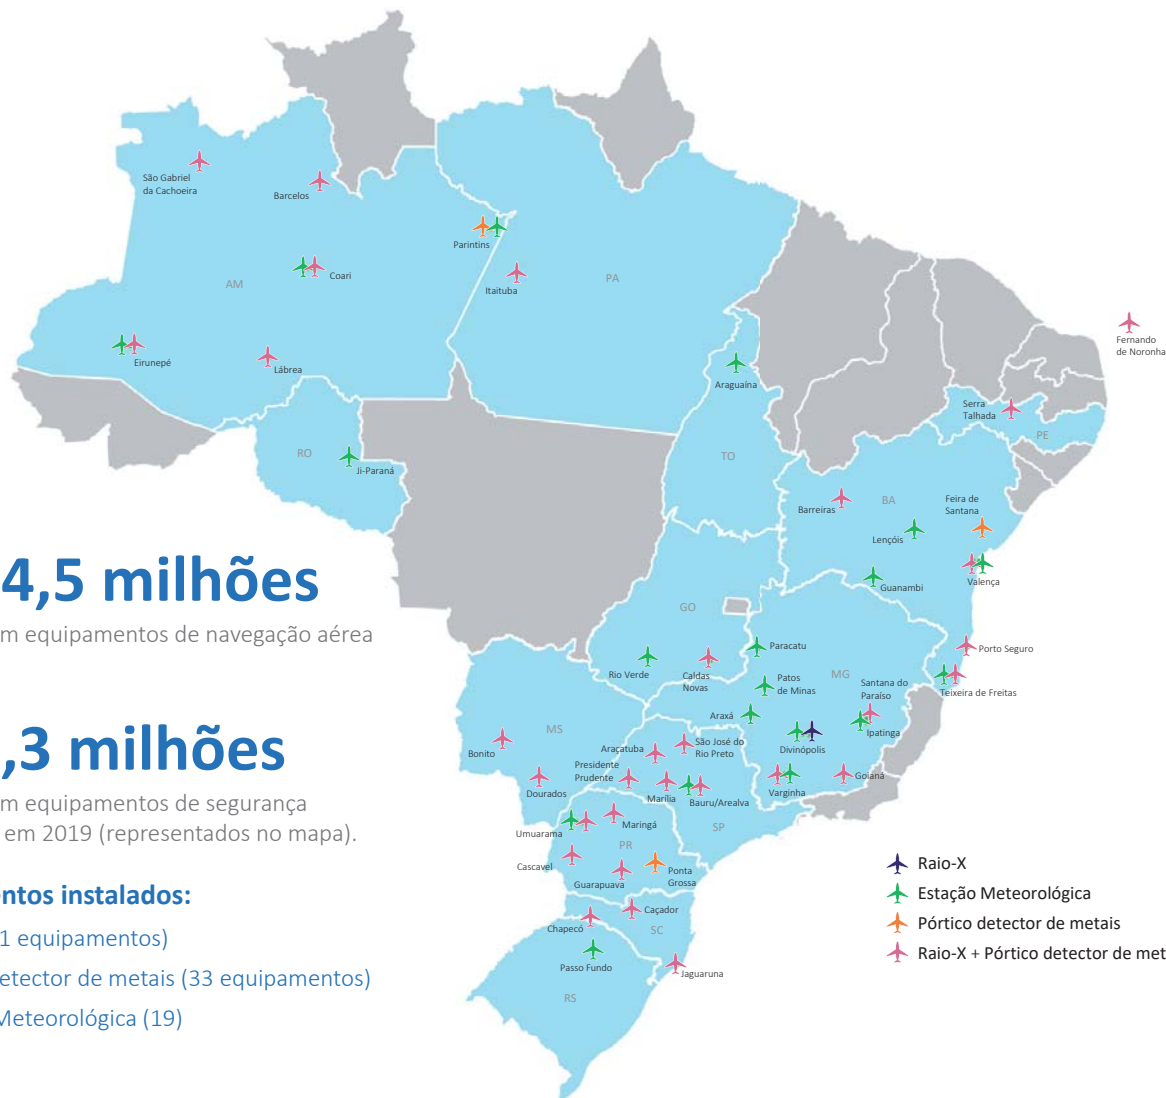 São Gabriel
da Cachoeira
Barcelos
Parintins
Coari
AM
Itaituba
PA
Eirunepé
Lábrea
Fernando
de Noronha
Araguaína
Serra
Talhada
PE
RO
Ji-Paraná
TO
Barreiras
BA
Feira de
Santana
Lençóis
Guanambi
Valença
4,5 milhões
m equipamentos de navegação aérea
GO
Rio Verde
Caldas
Novas
Paracatu
MG
Patos
de Minas
Santana do
Paraíso
Porto Seguro
Teixeira de Freitas
Araxá
Ipatinga
Divinópolis
MS
Bonito
Dourados
Araçatuba
São José do
Rio Preto
Presidente
Prudente
Marília
Bauru/Arealva
Varginha
Goianá
SP
,3 milhões
m equipamentos de segurança
em 2019 (representados no mapa).
Umuarama
Maringá
PR
Cascavel
Guarapuava
Ponta
Grossa
Caçador
Chapecó
SC
Passo Fundo
Jaguaruna
RS
ntos instalados:
1 equipamentos)
etector de metais (33 equipamentos)
Meteorológica (19)
Raio-X
Estação Meteorológica
Pórtico detector de metais
Raio-X + Pórtico detector de met